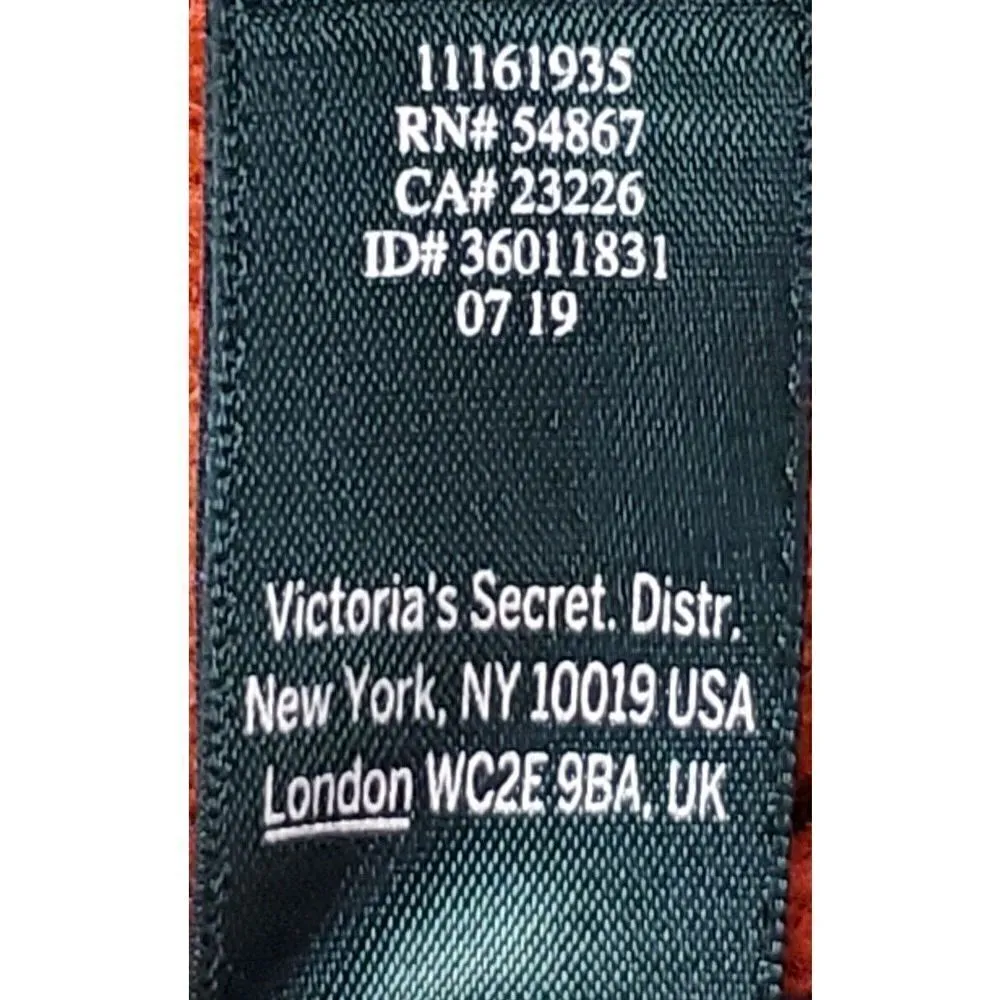 11161935
RN# 54867
CA# 23226
ID# 36011831
07 19
Victoria's Secret. Distr.
New York, NY 10019 USA
London WC2E 9BA, UK